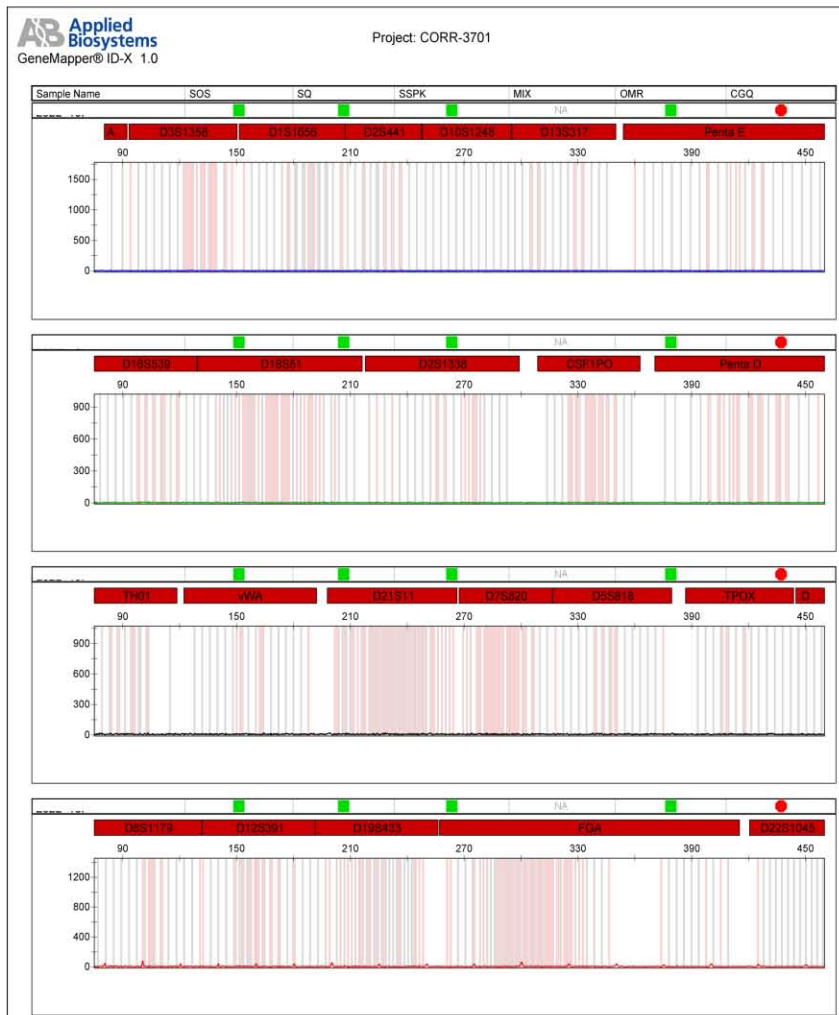 AB Applied Biosystems
GeneMapper® ID-X 1.0
Project: CORR-3701
Sample Name SOS SQ SSPK MIX OMR CGQ
NA
A... D3S1358 D1S1656 D2S441 D10S1248 D13S317 Penta E
90 150 210 270 330 390 450
1500
1000
500
0
NA
D16S539 D18S51 D2S1338 CSF1PO Penta D
90 150 210 270 330 390 450
900
600
300
0
NA
TH01 vWA D21S11 D7S820 D5S818 TPOX D...
90 150 210 270 330 390 450
900
600
300
0
NA
D8S1179 D12S391 D19S433 FGA D22S1045
90 150 210 270 330 390 450
1200
800
400
0